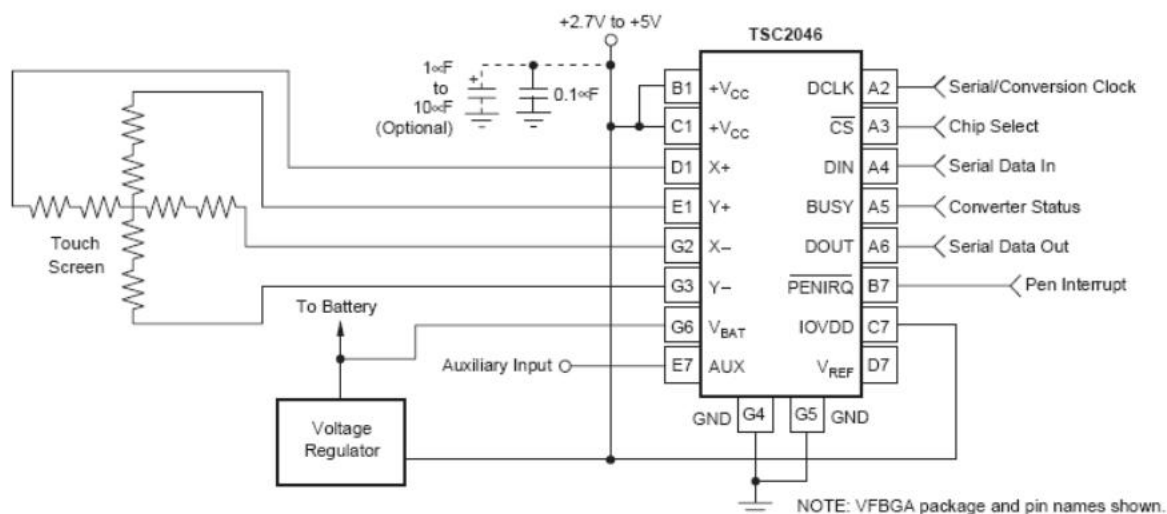 +2.7V to +5V
TSC2046
1∝F
to
10∝F
(Optional)
+
0.1∝F
B1 +VCC
C1 +VCC
D1 X+
E1 Y+
G2 X–
G3 Y–
G6 VBAT
E7 AUX
DCLK A2 Serial/Conversion Clock
CS A3 Chip Select
DIN A4 Serial Data In
BUSY A5 Converter Status
DOUT A6 Serial Data Out
PENIRQ B7 Pen Interrupt
IOVDD C7
VREF D7
Touch
Screen
To Battery
Auxiliary Input
Voltage
Regulator
GND G4 G5 GND
NOTE: VFBGA package and pin names shown.